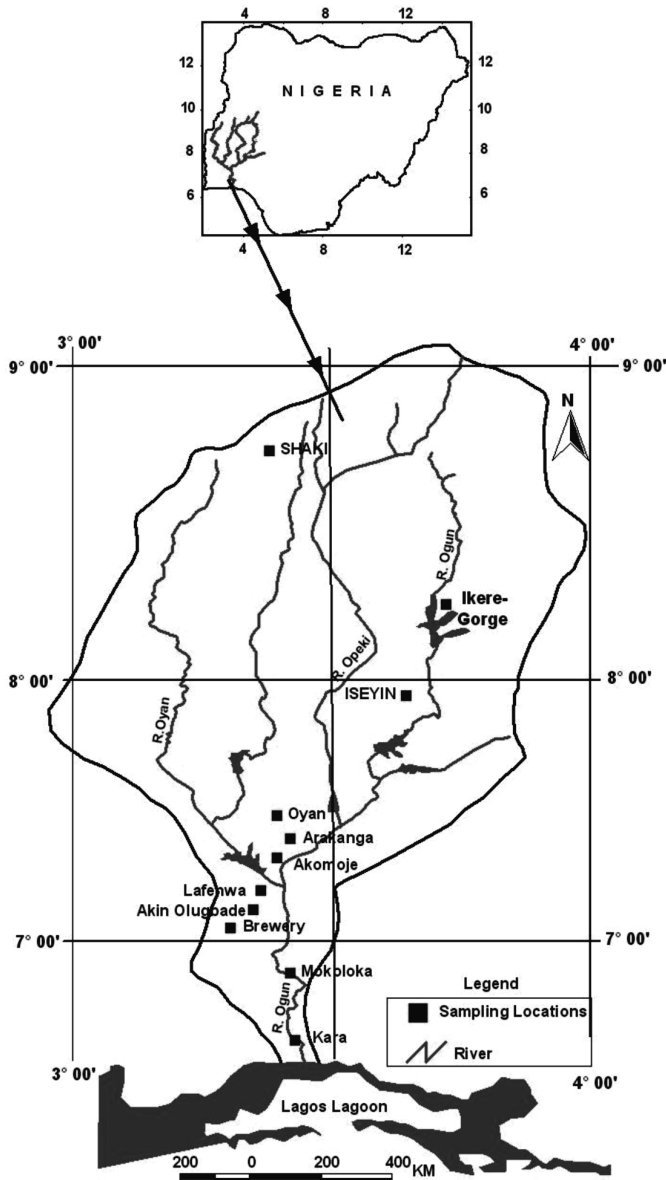 4 8 12
12 12
NIGERIA
10 10
8 8
6 6
4 8 12
3° 00' 4° 00'
9° 00' 9° 00'
N
SHAKI
R. Ogun
Ikere-
Gorge
R. Opeki
8° 00' 8° 00'
ISEYIN
R.Oyan
Oyan
Arakanga
Akomoje
Lafenwa
Akin Olugbade
Brewery
7° 00' 7° 00'
Mokoloka
Legend
R. Ogun
Sampling Locations
Kara
River
3° 00' 4° 00'
Lagos Lagoon
200 0 200 400 KM